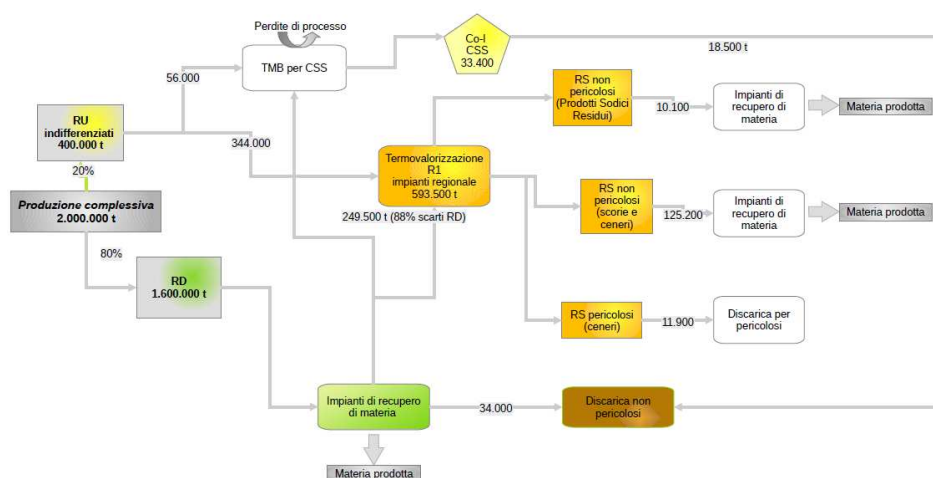 Perdite di processo
TMB per CSS
Co-I
CSS
33.400
18.500 t
56.000
RS non
pericolosi
(Prodotti Sodici
Residui)
10.100
Impianti di
recupero di
materia
Materia prodotta
RU
indifferenziati
400.000 t
344.000
Termovalorizzazione
R1
impianti regionale
593.500 t
20%
Produzione complessiva
2.000.000 t
249.500 t (88% scarti RD)
RS non
pericolosi
(scorie e
ceneri)
125.200
Impianti di
recupero di
materia
Materia prodotta
80%
RD
1.600.000 t
RS pericolosi
(ceneri)
11.900
Discarica per
pericolosi
Impianti di recupero
di materia
34.000
Discarica non
pericolosi
Materia prodotta